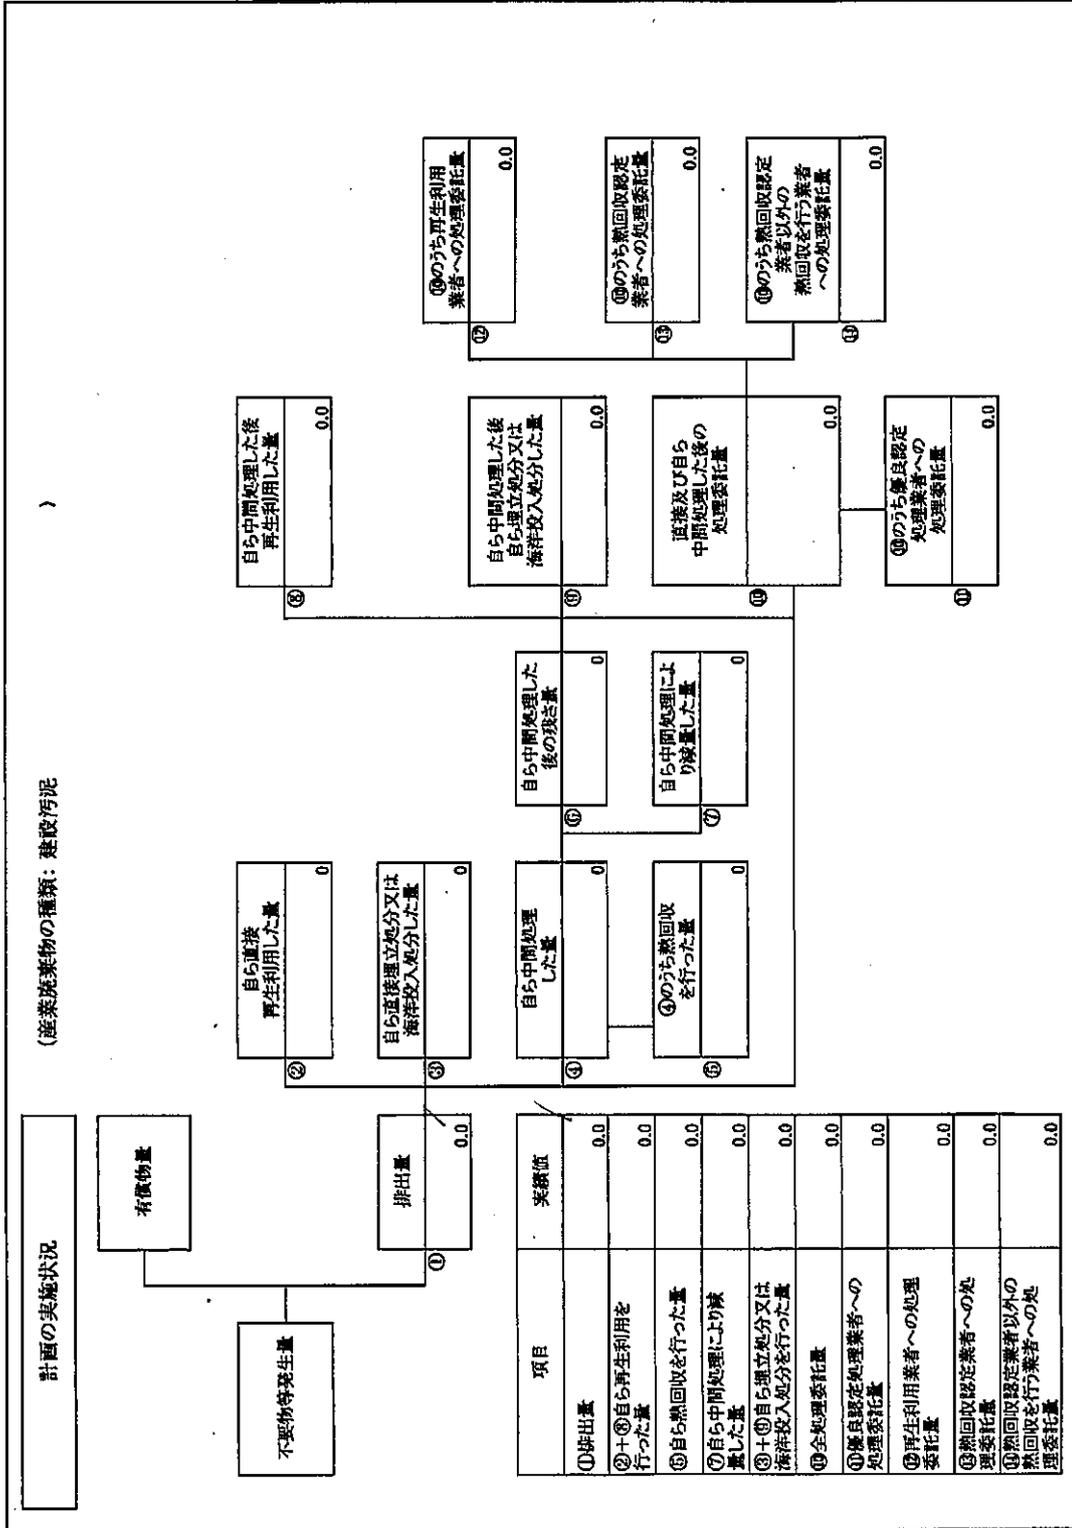 計画の実施状況
(産業廃棄物の種類: 建設汚泥
)
不要物等発生量
有償物量
①
排出量
0.0
②
自ら直接
再生利用した量
0
③
自ら直接埋立処分又は
海洋投入処分した量
0
④
自ら中間処理
した量
0
⑤
④のうち熱回収
を行った量
0
⑥
自ら中間処理した
後の残さ量
0
⑦
自ら中間処理によ
り減量した量
0
⑧
自ら中間処理した後
再生利用した量
0.0
⑨
自ら中間処理した後
自ら埋立処分又は
海洋投入処分した量
0.0
⑩
直接及び自ら
中間処理した後の
処理委託量
0.0
⑪
⑩のうち優良認定
処理業者への
処理委託量
0.0
⑫
⑩のうち再生利用
業者への処理委託量
0.0
⑬
⑩のうち熱回収認定
業者への処理委託量
0.0
⑭
⑩のうち熱回収認定
業者以外の
熱回収を行う業者
への処理委託量
0.0
項目 実績値
①排出量 0.0
②+⑧自ら再生利用を
行った量 0.0
⑤自ら熱回収を行った量 0.0
⑦自ら中間処理により減
量した量 0.0
③+⑨自ら埋立処分又は
海洋投入処分を行った量 0.0
⑩全処理委託量 0.0
⑪優良認定処理業者への
処理委託量 0.0
⑫再生利用業者への処理
委託量 0.0
⑬熱回収認定業者への処
理委託量 0.0
⑭熱回収認定業者以外の
熱回収を行う業者への処
理委託量 0.0